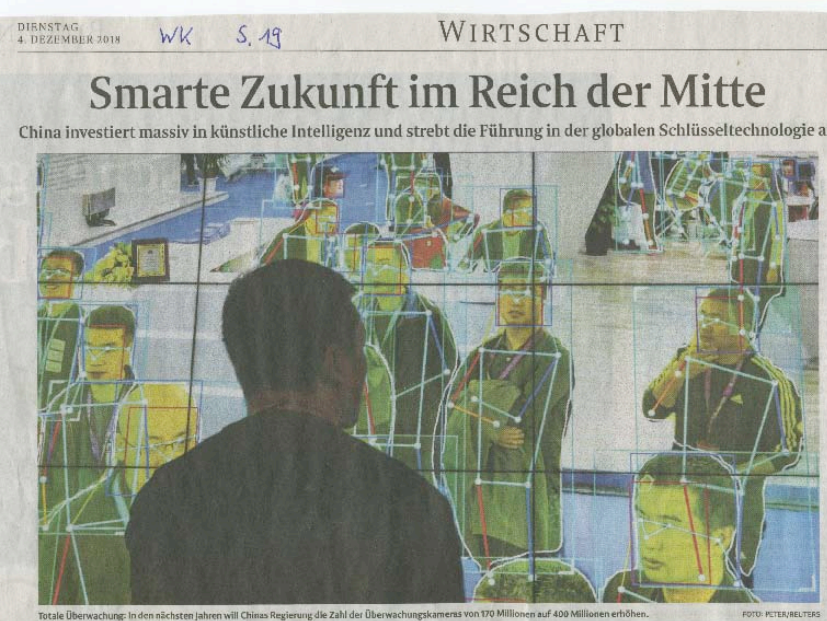 DIENSTAG
4. DEZEMBER 2018
WK S. 19
WIRTSCHAFT
Smarte Zukunft im Reich der Mitte
China investiert massiv in künstliche Intelligenz und strebt die Führung in der globalen Schlüsseltechnologie a
Totale Überwachung: In den nächsten Jahren will Chinas Regierung die Zahl der Überwachungskameras von 170 Millionen auf 400 Millionen erhöhen.
FOTO: PETER/REUTERS